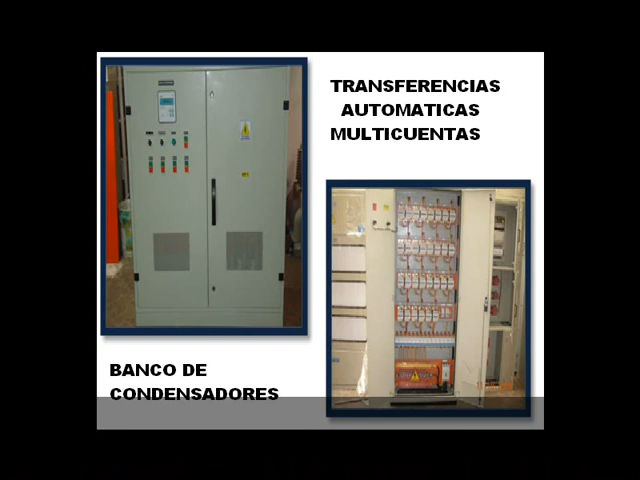 TRANSFERENCIAS
AUTOMATICAS
MULTICUENTAS
BANCO DE
CONDENSADORES